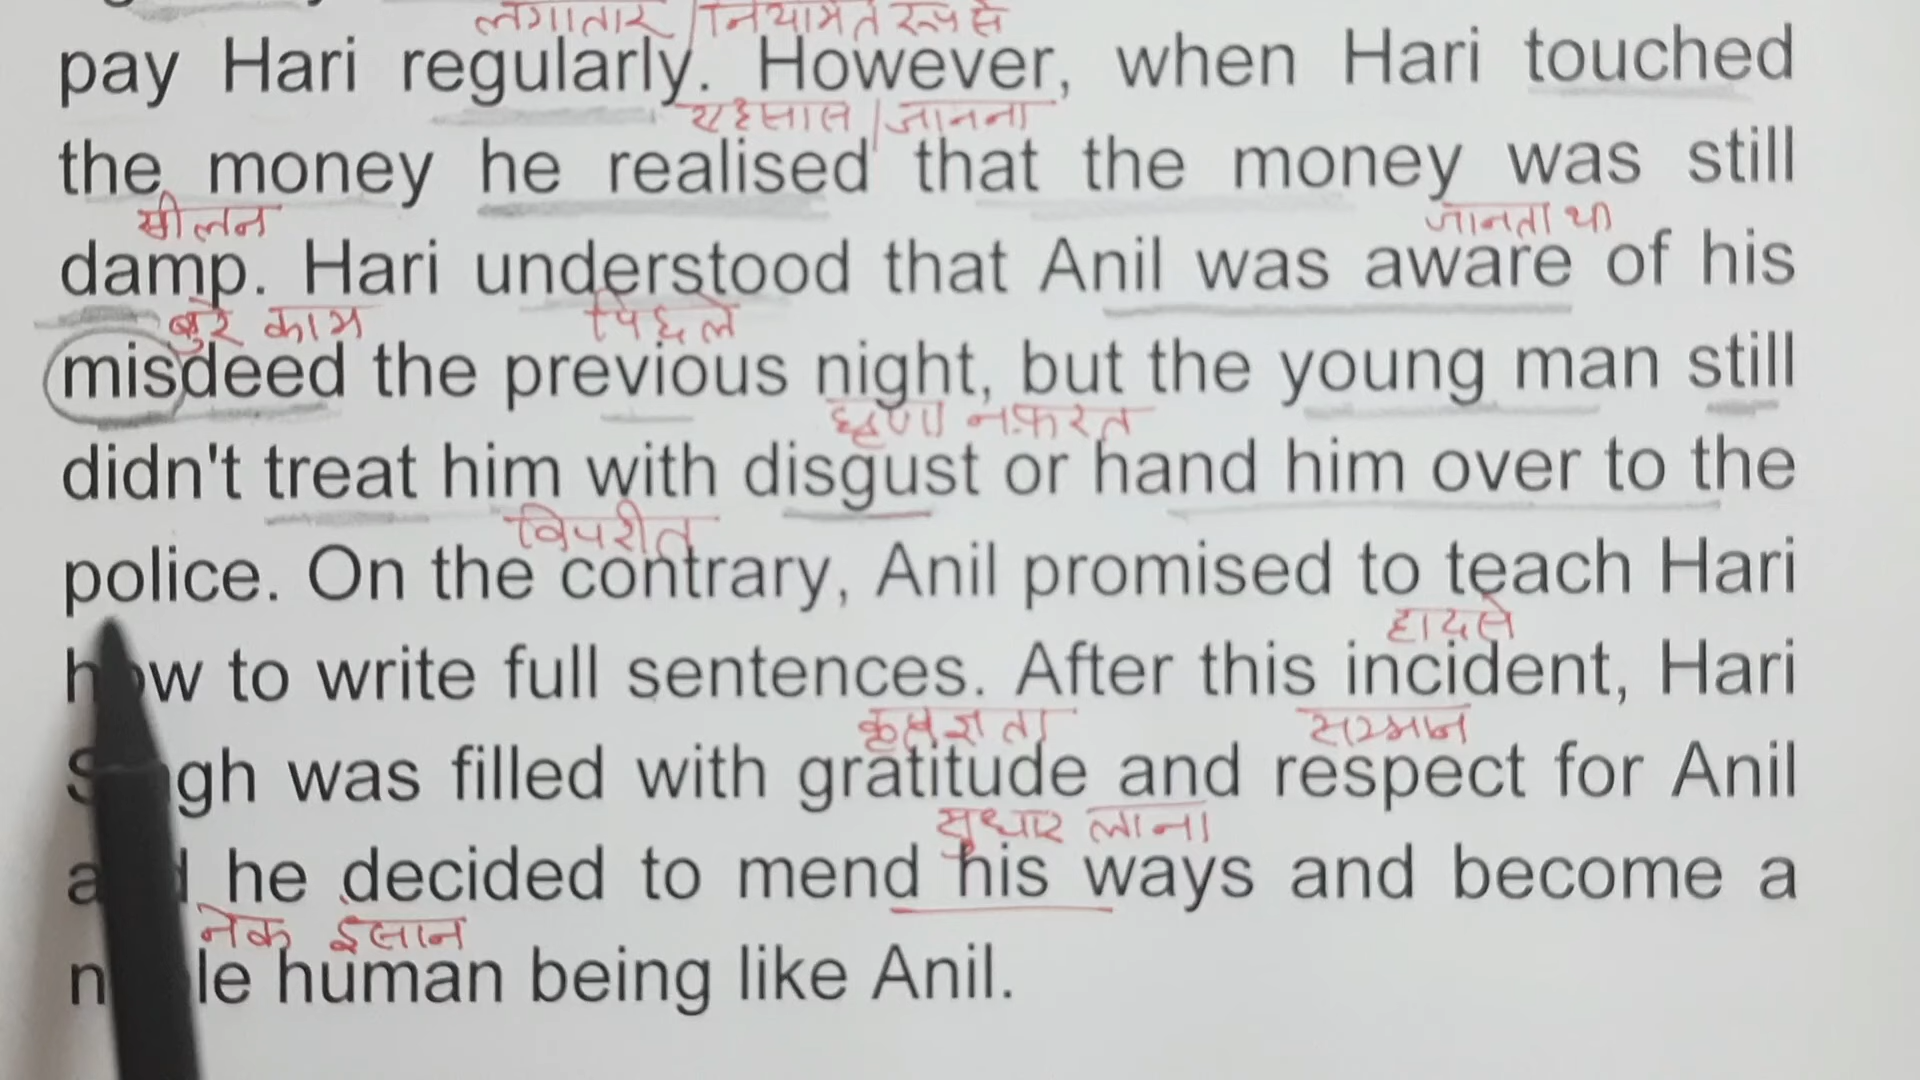 लगातार / नियमित रूप से
pay Hari regularly. However, when Hari touched
एहसास / जानना
the money he realised that the money was still
सीलन जानता था
damp. Hari understood that Anil was aware of his
बुरे काम पिछले
misdeed the previous night, but the young man still
घृणा नफ़रत
didn't treat him with disgust or hand him over to the
विपरीत
police. On the contrary, Anil promised to teach Hari
हादसे
to write full sentences. After this incident, Hari
कृतज्ञता सम्मान
was filled with gratitude and respect for Anil
सुधार लाना
he decided to mend his ways and become a
नेक इंसान
human being like Anil.